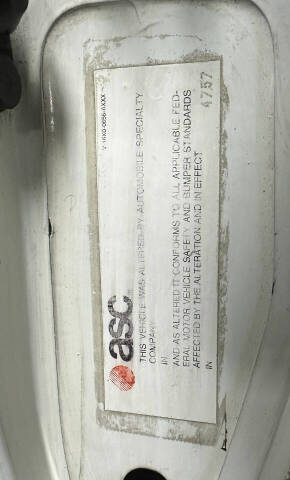 asc
THIS VEHICLE WAS ALTERED BY AUTOMOBILE SPECIALTY
COMPANY
IN
AND AS ALTERED IT CONFORMS TO ALL APPLICABLE FED-
ERAL MOTOR VEHICLE SAFETY AND BUMPER STANDARDS
AFFECTED BY THE ALTERATION AND IN EFFECT
IN
4757